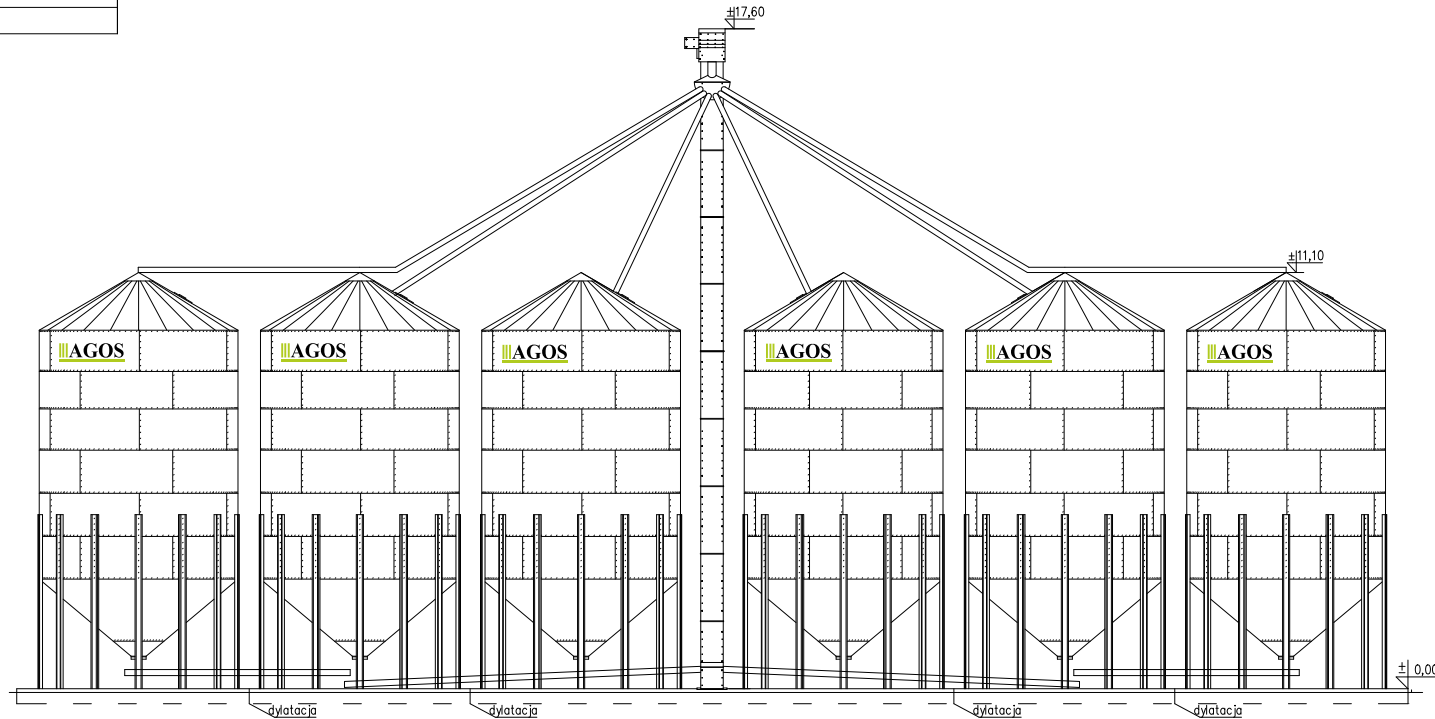 ±17,60
±11,10
AGOS AGOS AGOS AGOS AGOS AGOS
± 0,00
dylatacja dylatacja dylatacja dylatacja